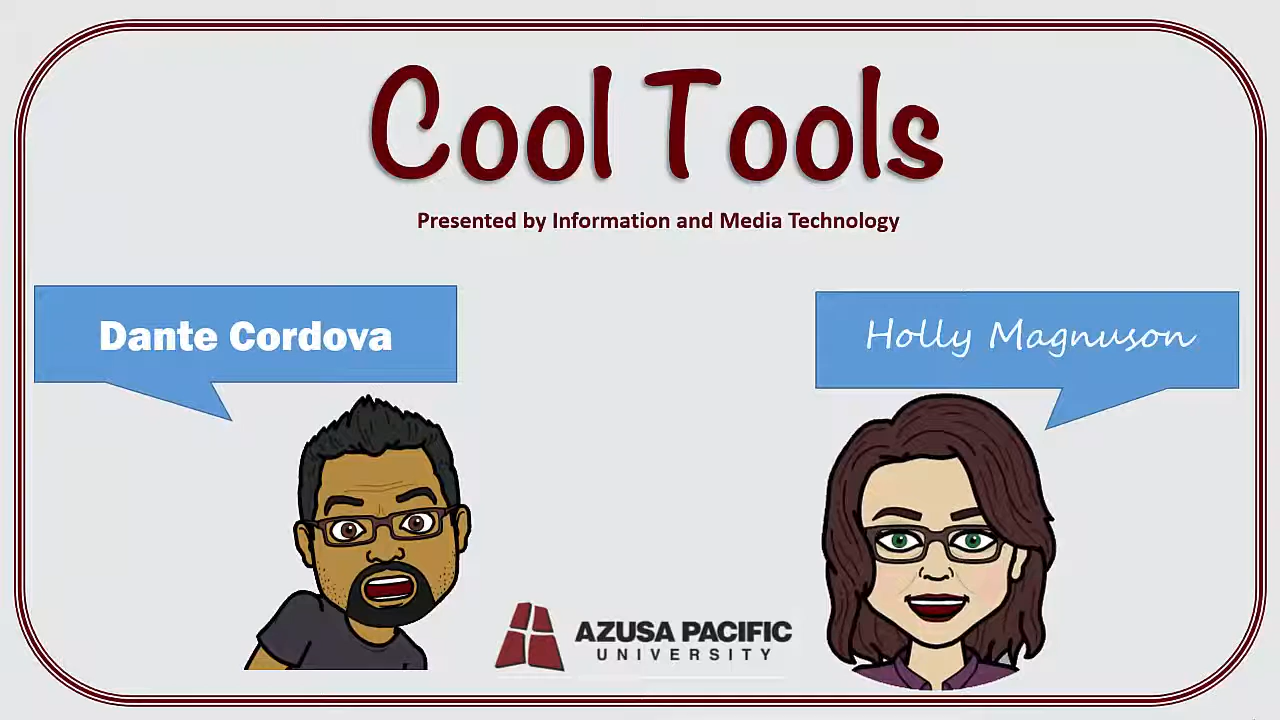 Cool Tools
Presented by Information and Media Technology
Dante Cordova
Holly Magnuson
AZUSA PACIFIC
UNIVERSITY